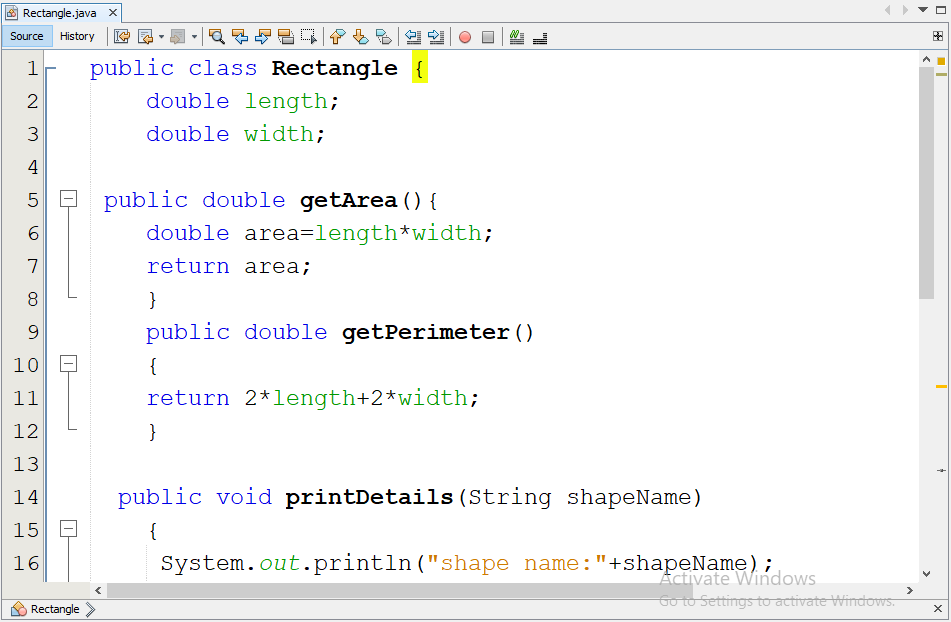 Rectangle.java
Source History
1 public class Rectangle {
2 double length;
3 double width;
4
5 public double getArea(){
6 double area=length*width;
7 return area;
8 }
9 public double getPerimeter()
10 {
11 return 2*length+2*width;
12 }
13
14 public void printDetails(String shapeName)
15 {
16 System.out.println("shape name:"+shapeName);
Activate Windows
Go to Settings to activate Windows.
Rectangle